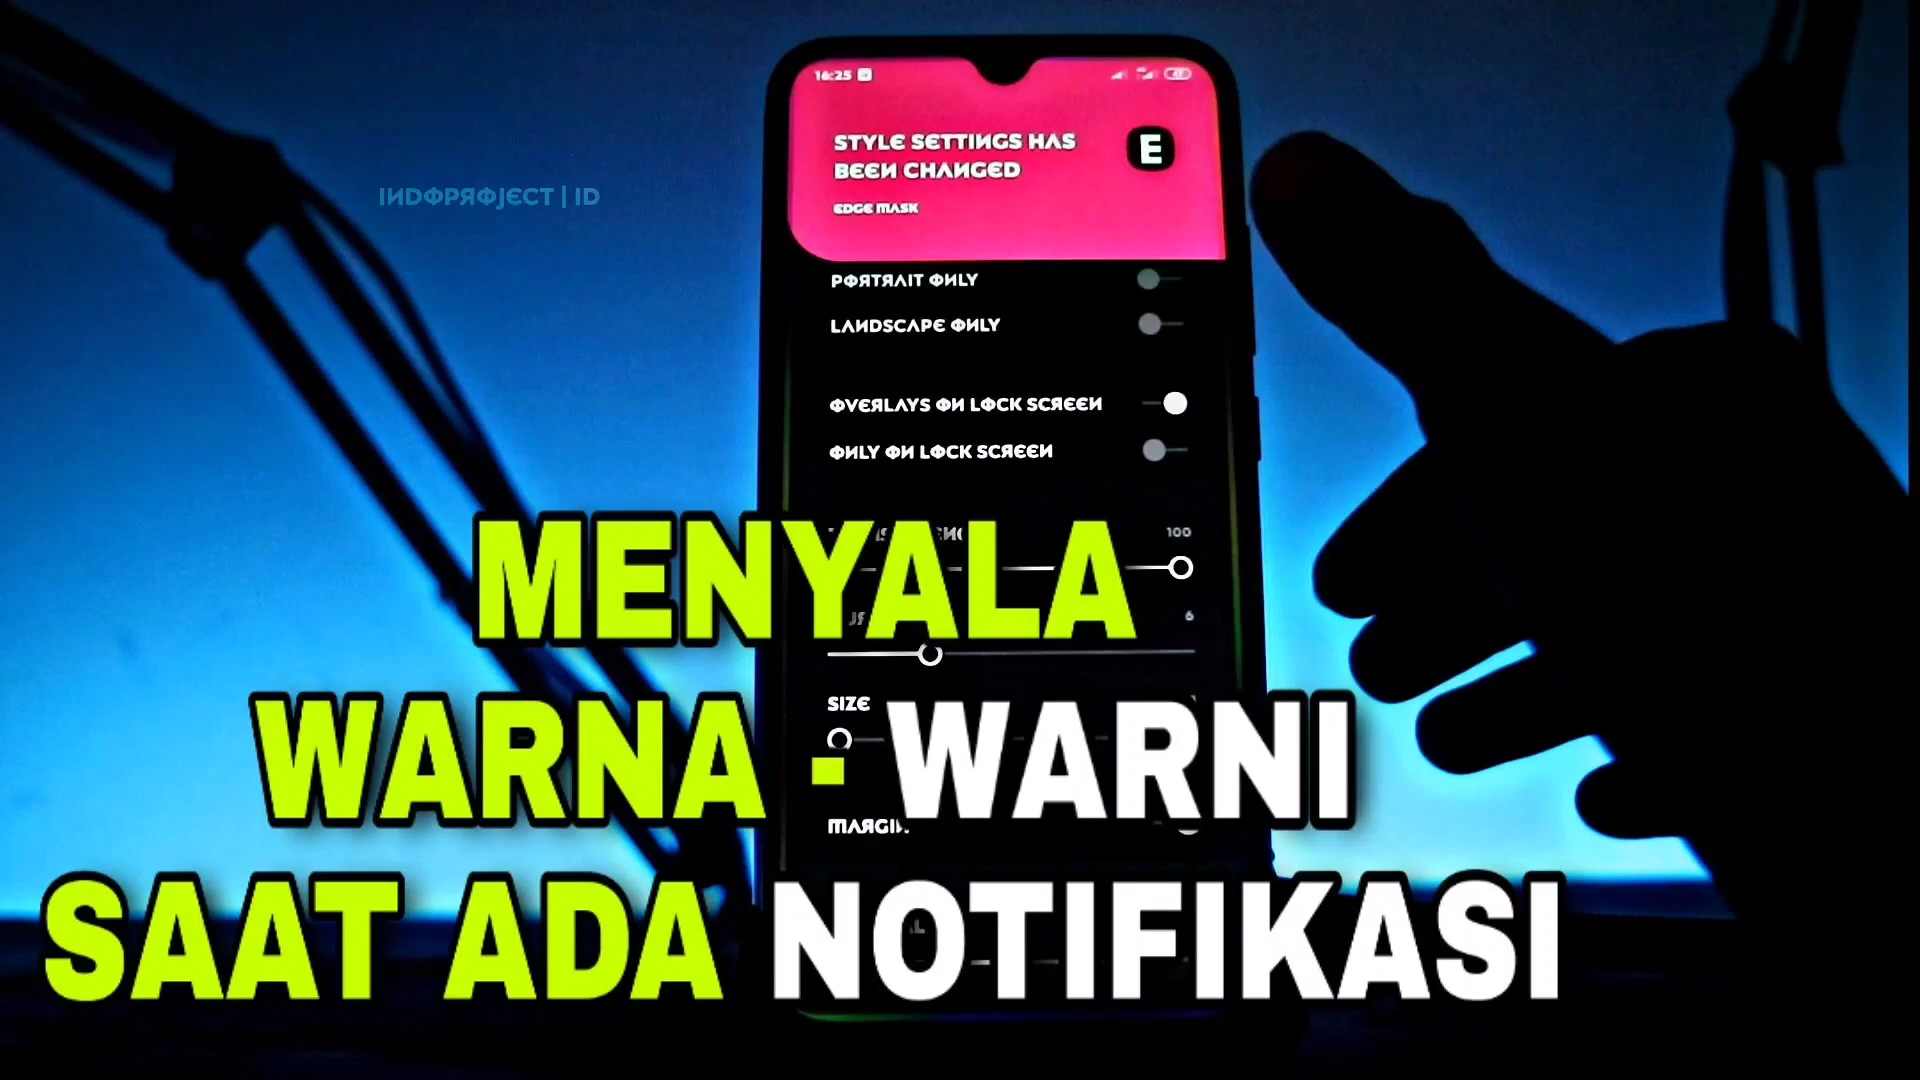 16:25
STYLE SETTINGS HAS
BEEN CHANGED
E
EDGE MASK
INDOPROJECT | ID
PORTRAIT ONLY
LANDSCAPE ONLY
OVERLAYS ON LOCK SCREEN
ONLY ON LOCK SCREEN
100
6
MENYALA
SIZE
WARNA - WARNI
MARGIN
SAAT ADA NOTIFIKASI